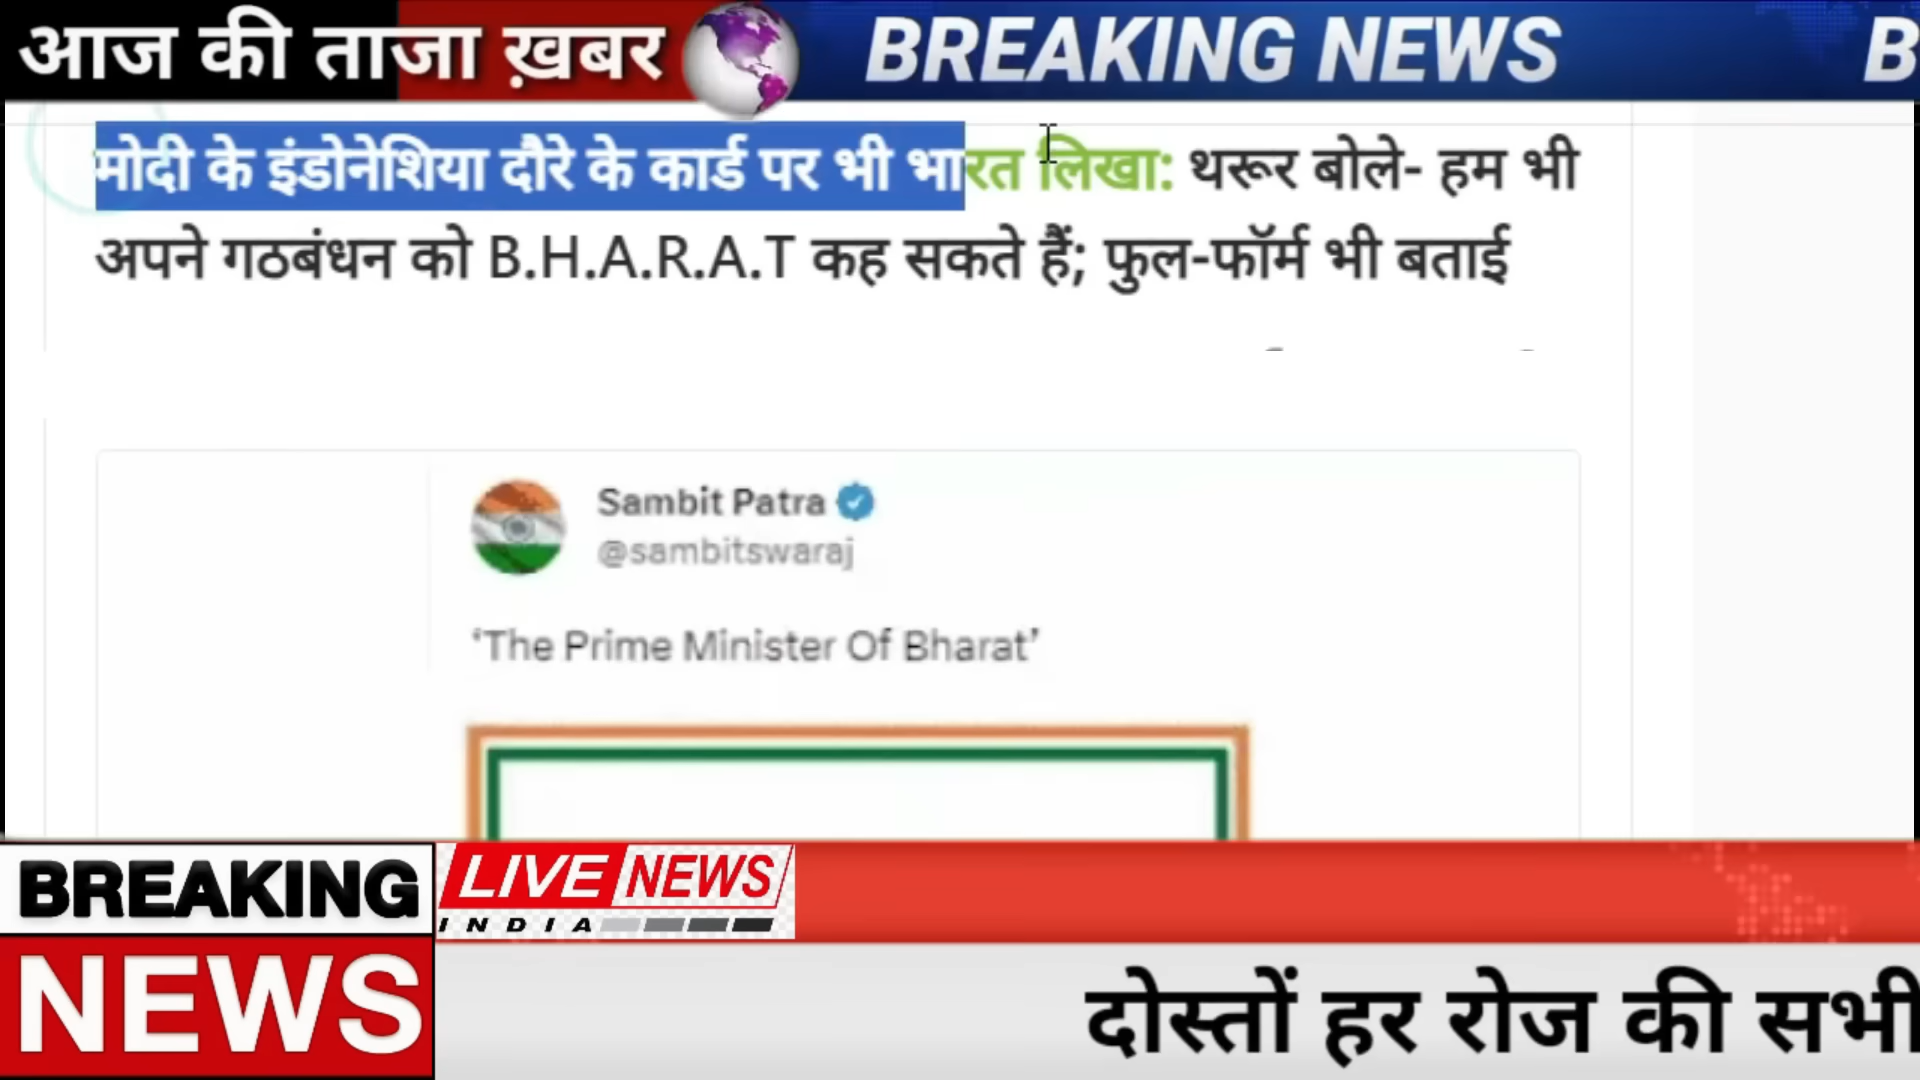 आज की ताजा ख़बर
BREAKING NEWS
B
मोदी के इंडोनेशिया दौरे के कार्ड पर भी भारत लिखा: थरूर बोले- हम भी
अपने गठबंधन को B.H.A.R.A.T कह सकते हैं; फुल-फॉर्म भी बताई
Sambit Patra
@sambitswaraj
‘The Prime Minister Of Bharat’
BREAKING
NEWS
LIVE NEWS
INDIA
दोस्तों हर रोज की सभी